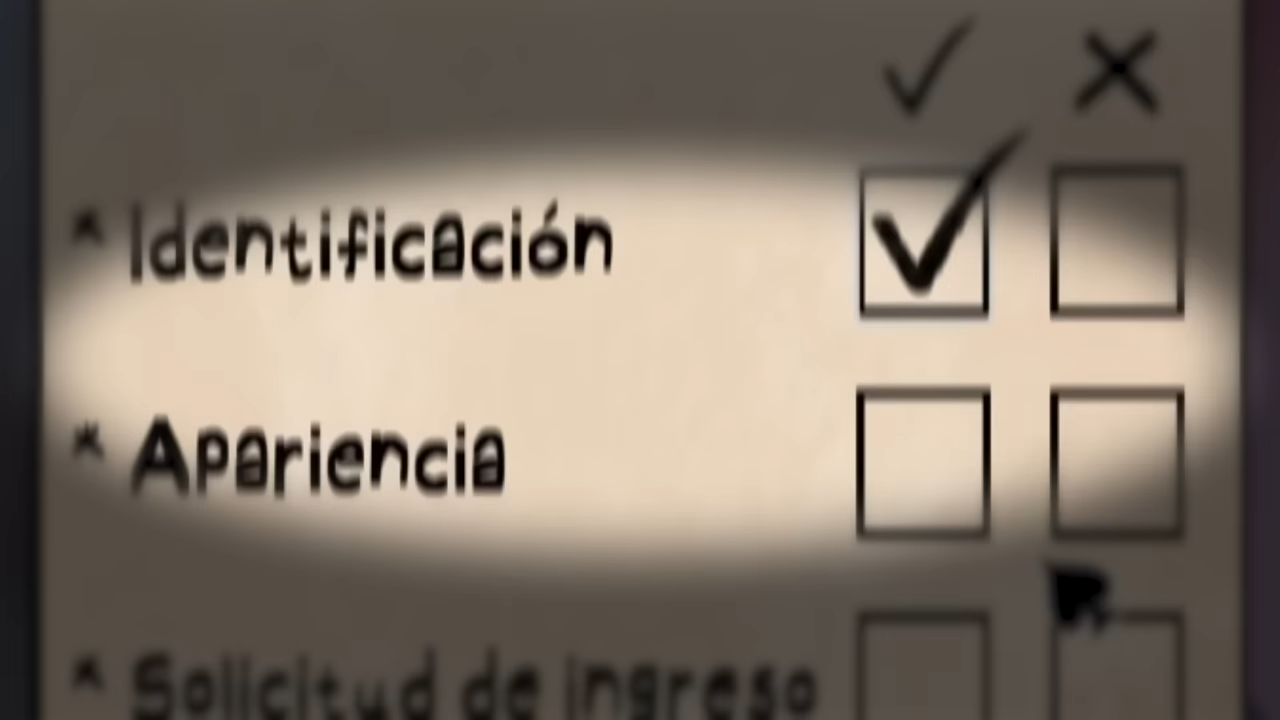 ✓ ✕
* Identificación ✓
* Apariencia
* Solicitud de ingreso